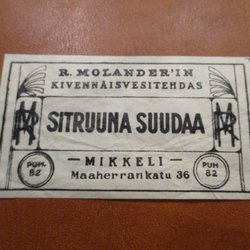 R. MOLANDER'IN
KIVENNÄISVESITEHDAS
SITRUUNA SUUDAA
— MIKKELI —
Maaherrankatu 36
PUH. 82
PUH 82